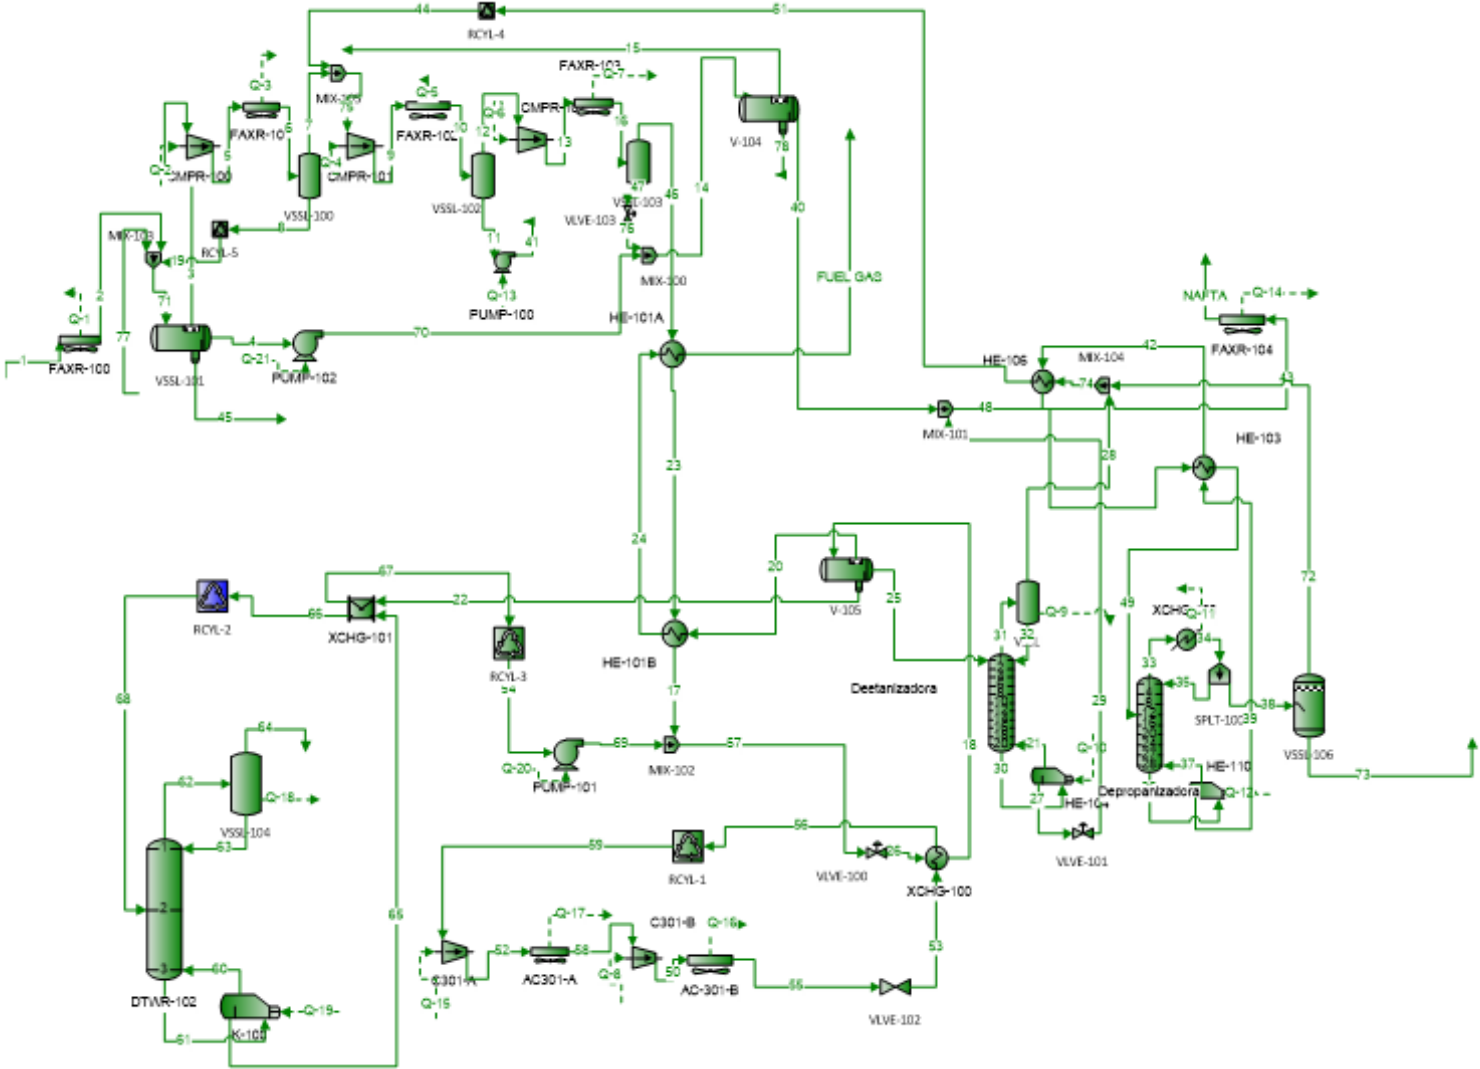 44
RCYL-4
61
15
Q-3
FAXR-10
MIX-105
75
7
Q-5
FAXR-102
10
Q-6
12
CMPR-1
FAXR-103
Q-7
16
13
V-104
78
Q-2
CMPR-100
5
6
VSSL-100
Q-4
CMPR-101
9
VSSL-102
47
VSSL-103
46
14
40
VLVE-103
76
MIX-100
MIX-103
19
RCYL-5
8
3
11
41
Q-13
PUMP-100
FUEL GAS
HE-101A
Q-1
2
77
71
1
FAXR-100
VSSL-101
4
Q-21
PUMP-102
70
45
NAFTA
Q-14
FAXR-104
HE-106
MIX-104
42
74
43
48
MIX-101
HE-103
28
23
24
20
V-105
25
67
22
66
RCYL-2
XCHG-101
RCYL-3
54
HE-101B
17
Deetanizadora
31
32
Q-9
72
49
XCHG
Q-11
34
33
35
SPLT-100
38
39
VSSL-106
73
29
21
30
Q-10
27
HE-104
37
HE-110
Depropanizadora
Q-12
VLVE-101
68
64
62
Q-18
VSSL-104
63
1
2
3
60
DTWR-102
K-100
Q-19
61
65
69
Q-20
PUMP-101
MIX-102
57
18
56
59
RCYL-1
VLVE-100
26
XCHG-100
53
C301-A
Q-15
52
Q-17
58
AC301-A
C301-B
Q-8
50
Q-16
AC-301-B
55
VLVE-102